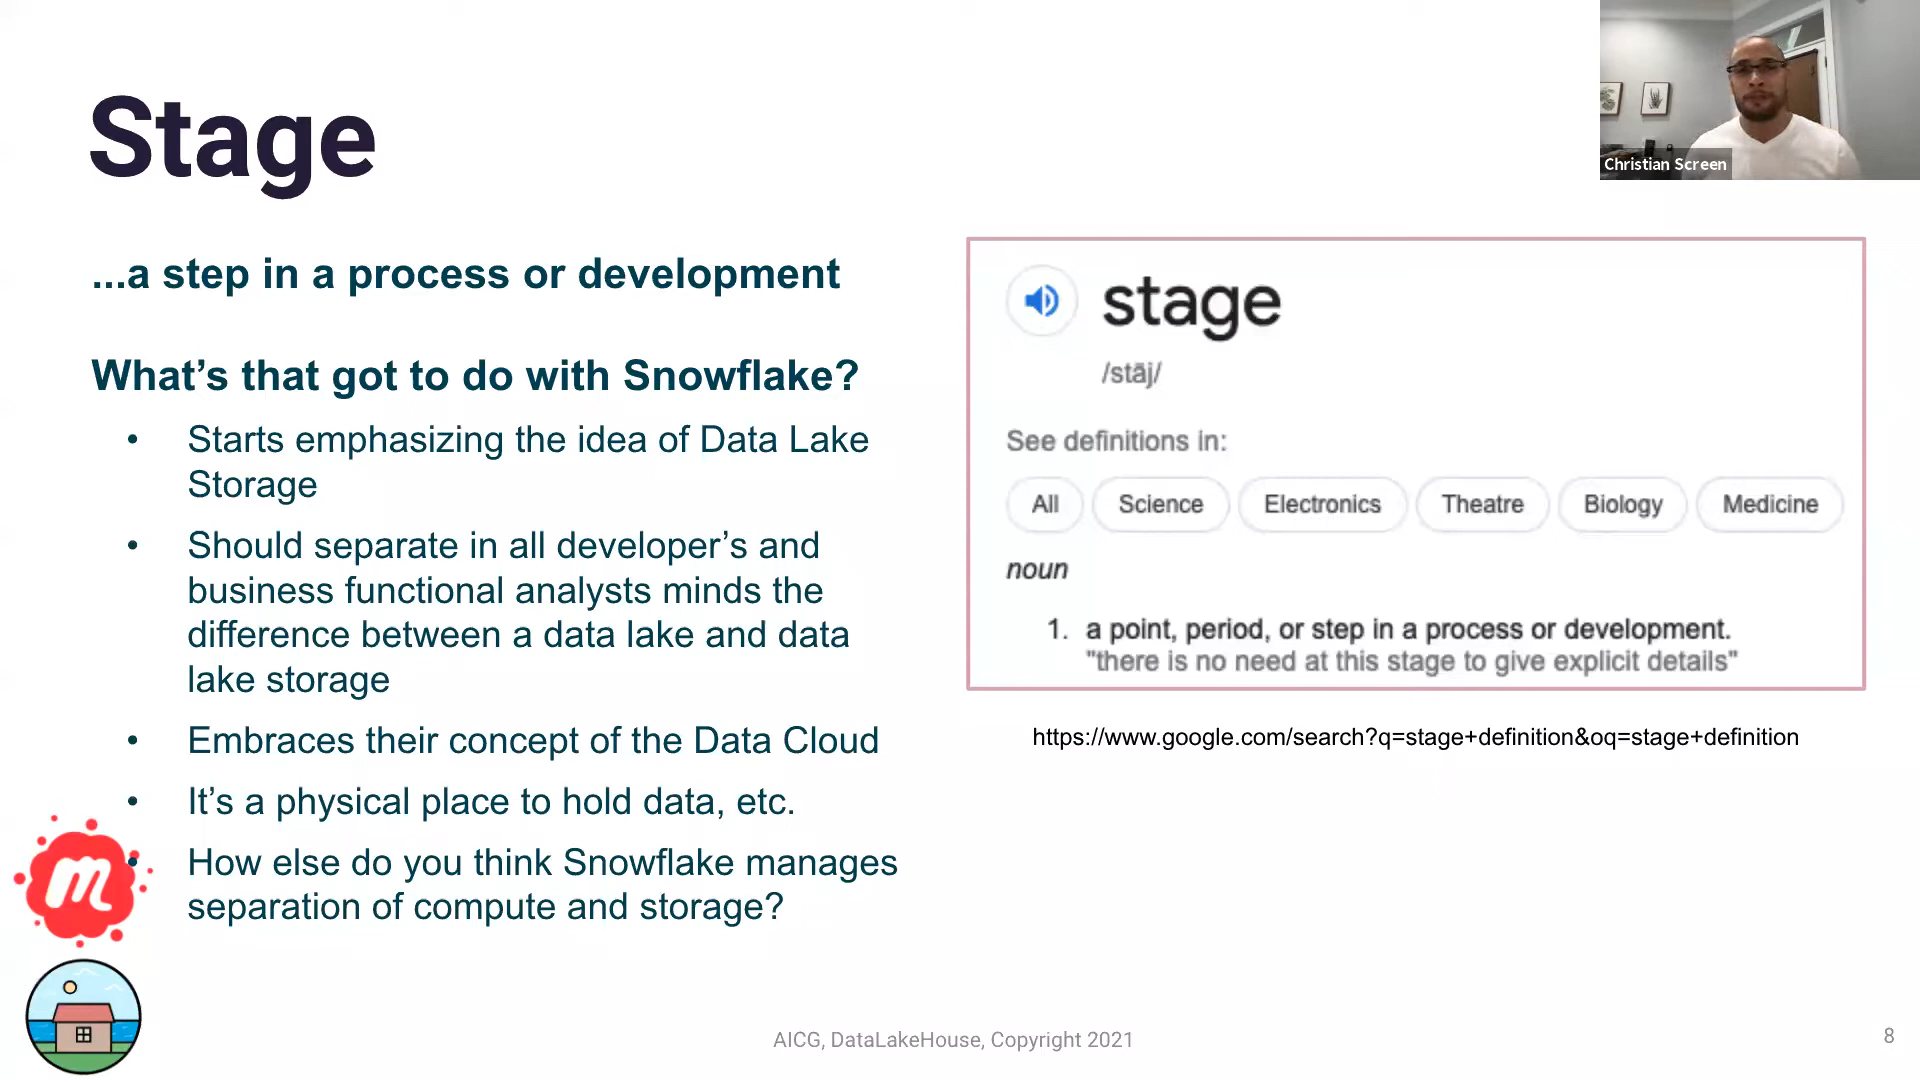 Stage
Christian Screen
...a step in a process or development
What’s that got to do with Snowflake?
• Starts emphasizing the idea of Data Lake
Storage
• Should separate in all developer’s and
business functional analysts minds the
difference between a data lake and data
lake storage
• Embraces their concept of the Data Cloud
• It’s a physical place to hold data, etc.
• How else do you think Snowflake manages
separation of compute and storage?
stage
/stāj/
See definitions in:
All Science Electronics Theatre Biology Medicine
noun
1. a point, period, or step in a process or development.
"there is no need at this stage to give explicit details"
https://www.google.com/search?q=stage+definition&oq=stage+definition
m
AICG, DataLakeHouse, Copyright 2021
8